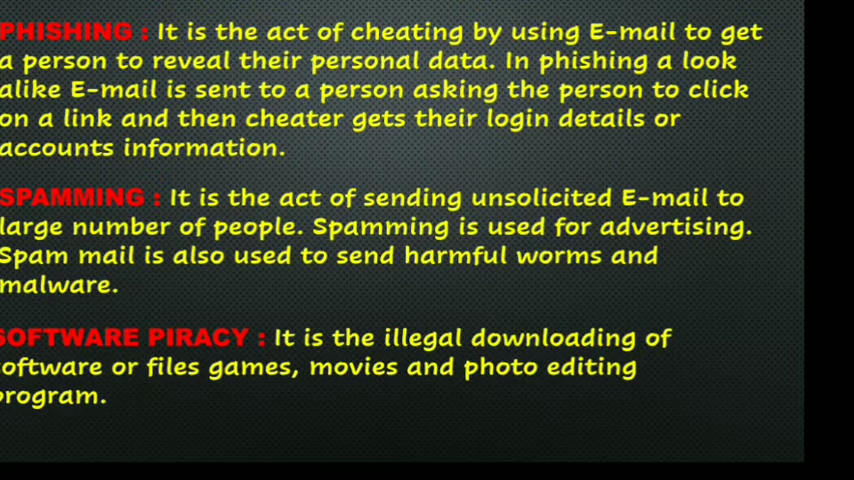 PHISHING : It is the act of cheating by using E-mail to get
a person to reveal their personal data. In phishing a look
alike E-mail is sent to a person asking the person to click
on a link and then cheater gets their login details or
accounts information.
SPAMMING : It is the act of sending unsolicited E-mail to
large number of people. Spamming is used for advertising.
Spam mail is also used to send harmful worms and
malware.
SOFTWARE PIRACY : It is the illegal downloading of
software or files games, movies and photo editing
program.